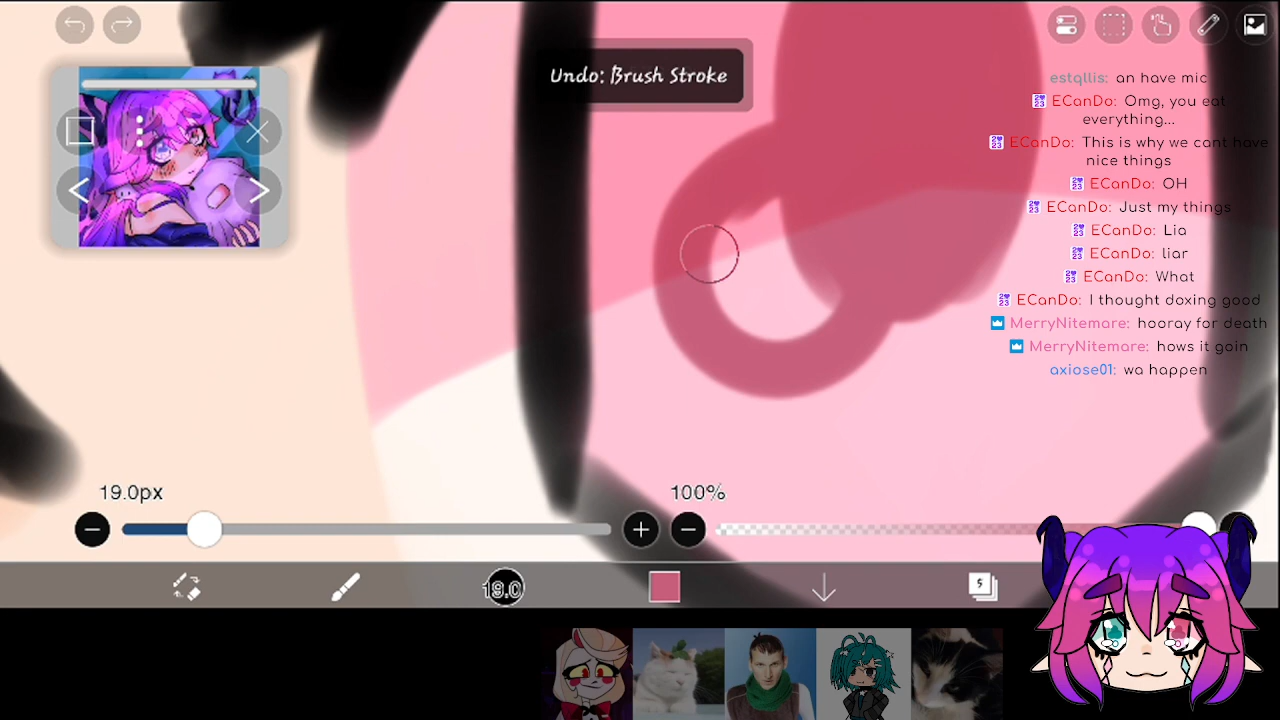 Undo: Brush Stroke
estqllis: an have mic
ECanDo: Omg, you eat
everything...
ECanDo: This is why we cant have
nice things
ECanDo: OH
ECanDo: Just my things
ECanDo: Lia
ECanDo: liar
ECanDo: What
ECanDo: I thought doxing good
MerryNitemare: hooray for death
MerryNitemare: hows it goin
axiose01: wa happen
19.0px
100%
19.0
5